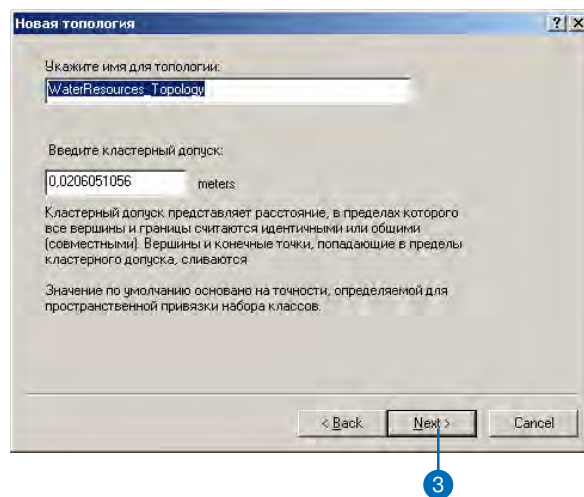 Новая топология
? X
Укажите имя для топологии:
WaterResources_Topology
Введите кластерный допуск:
0,0206051056 meters
Кластерный допуск представляет расстояние, в пределах которого
все вершины и границы считаются идентичными или общими
(совместными). Вершины и конечные точки, попадающие в пределы
кластерного допуска, сливаются
Значение по умолчанию основано на точности, определяемой для
пространственной привязки набора классов.
< Back Next > Cancel
3